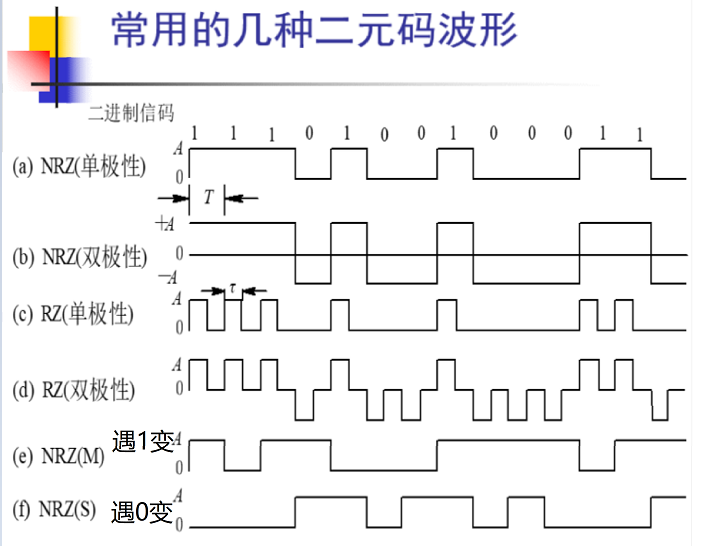 常用的几种二元码波形
二进制信码
1 1 1 0 1 0 0 1 0 0 0 1 1
A
(a) NRZ(单极性)
0
T
+A
(b) NRZ(双极性) 0
-A
τ
A
(c) RZ(单极性)
0
A
(d) RZ(双极性) 0
遇1变 A
(e) NRZ(M) 0
A
(f) NRZ(S) 遇0变
0